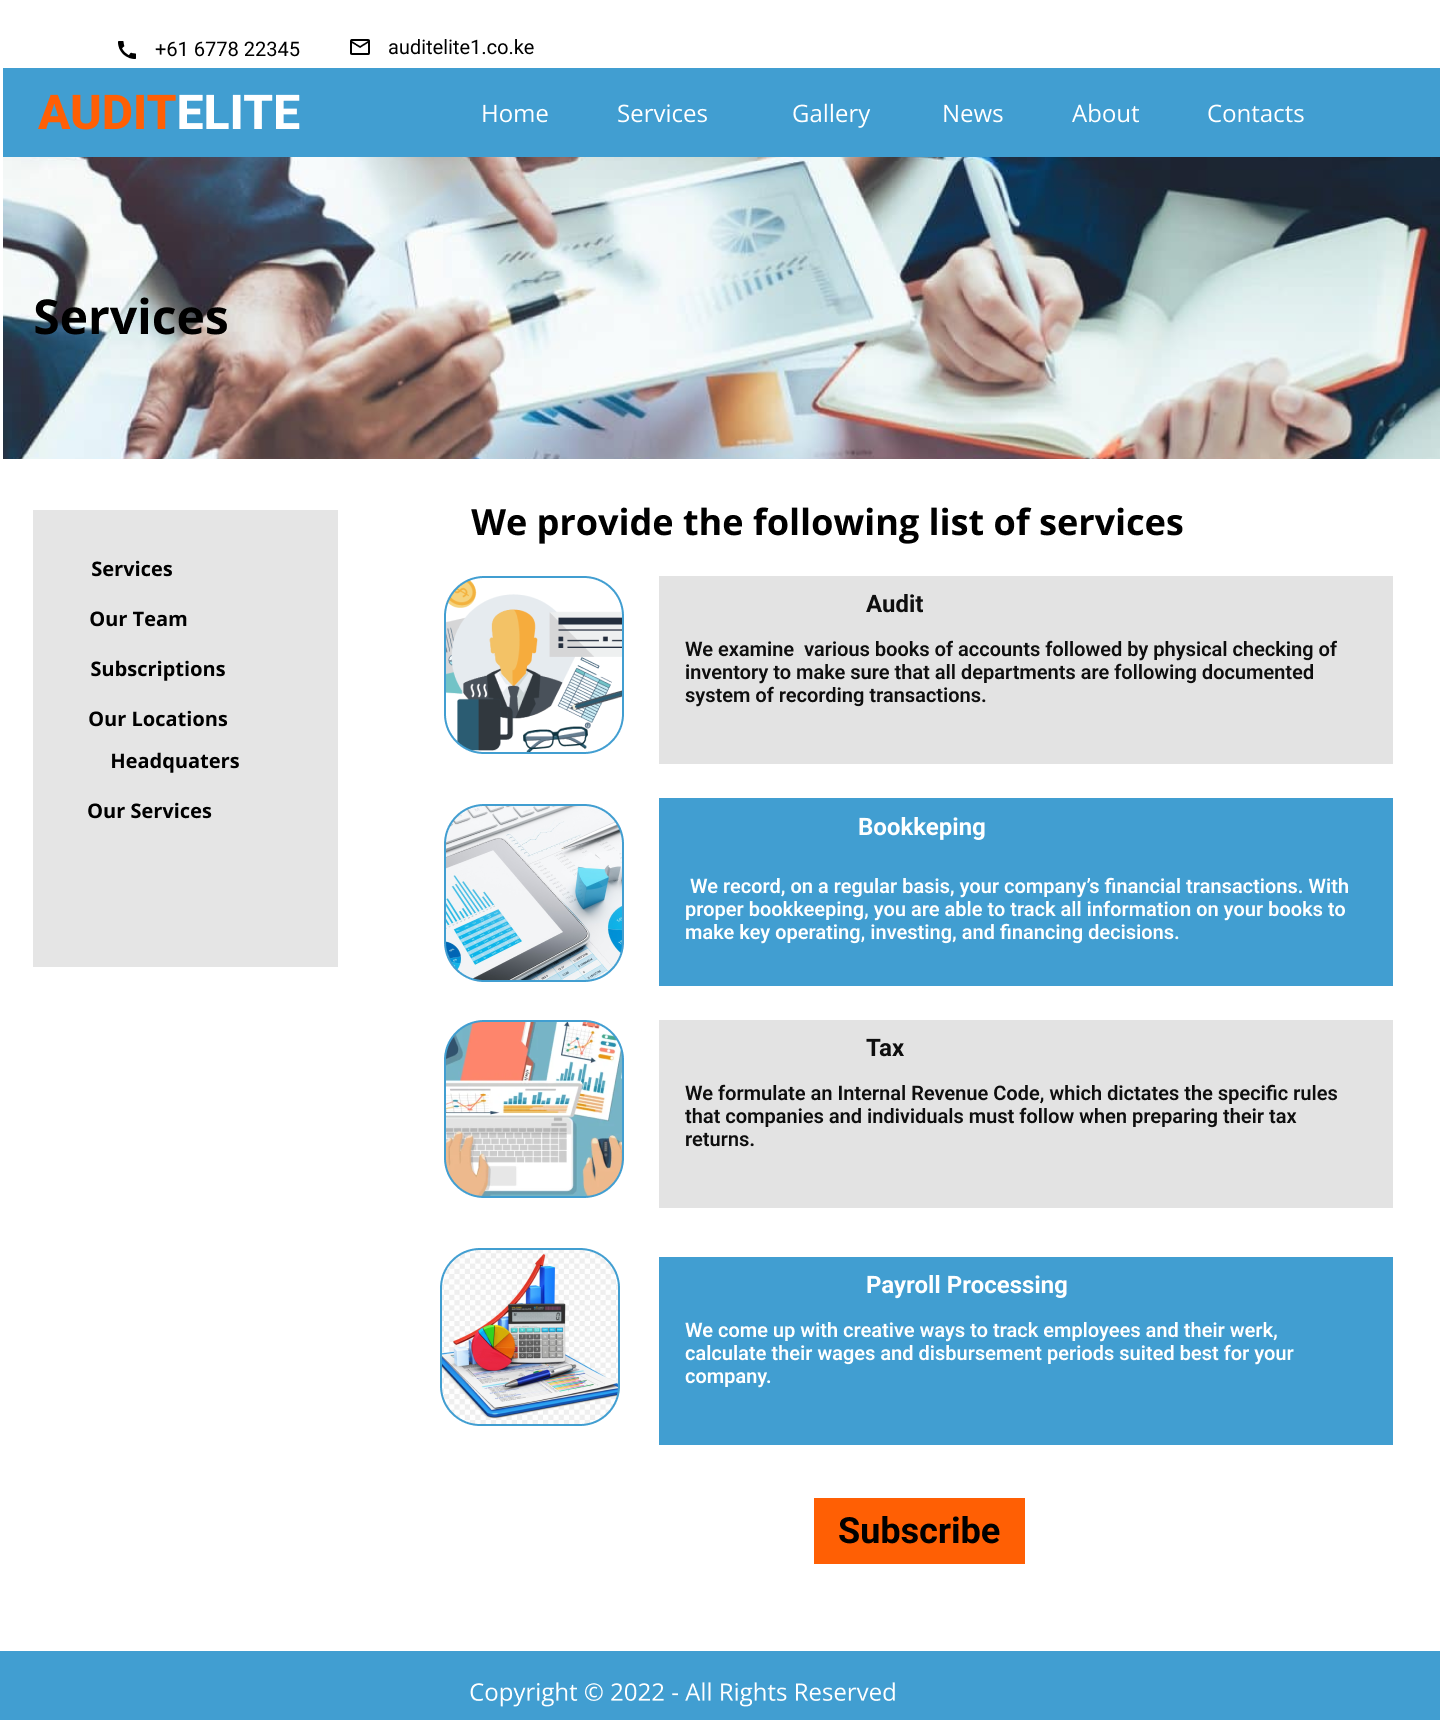 +61 6778 22345
auditelite1.co.ke
AUDITELITE
Home Services Gallery News About Contacts
Services
Services
Our Team
Subscriptions
Our Locations
Headquaters
Our Services
We provide the following list of services
Audit
We examine  various books of accounts followed by physical checking of
inventory to make sure that all departments are following documented
system of recording transactions.
Bookkeping
We record, on a regular basis, your company’s financial transactions. With
proper bookkeeping, you are able to track all information on your books to
make key operating, investing, and financing decisions.
Tax
We formulate an Internal Revenue Code, which dictates the specific rules
that companies and individuals must follow when preparing their tax
returns.
Payroll Processing
We come up with creative ways to track employees and their werk,
calculate their wages and disbursement periods suited best for your
company.
Subscribe
Copyright © 2022 - All Rights Reserved